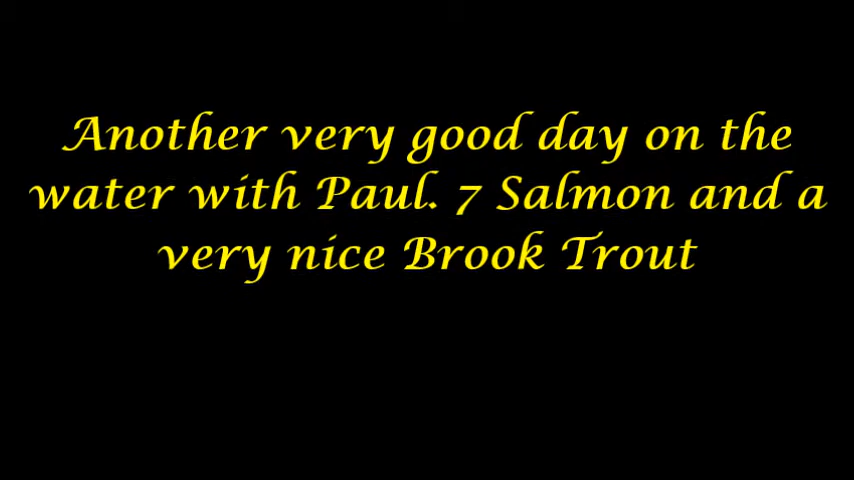 Another very good day on the
water with Paul. 7 Salmon and a
very nice Brook Trout